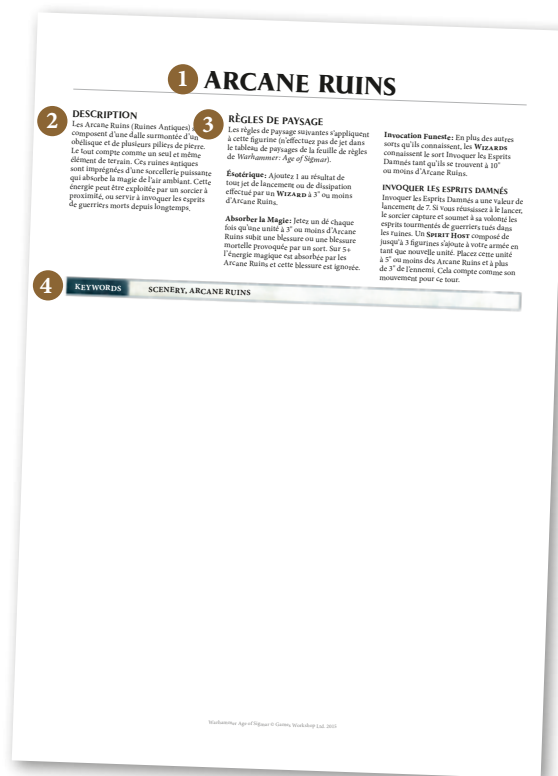 1 ARCANE RUINS
2 DESCRIPTION
Les Arcane Ruins (Ruines Antiques)
composent d'une dalle surmontée d'un
obélisque et de plusieurs piliers de pierre.
Le tout compte comme un seul et même
élément de terrain. Ces ruines antiques
sont imprégnées d'une sorcellerie puissante
qui absorbe la magie de l'air ambiant. Cette
énergie peut être exploitée par un sorcier à
proximité, ou servir à invoquer les esprits
de guerriers morts depuis longtemps.
3 RÈGLES DE PAYSAGE
Les règles de paysage suivantes s'appliquent
à cette figurine (n'effectuez pas de jet dans
le tableau de paysages de la feuille de règles
de Warhammer: Age of Sigmar).
Ésotérique: Ajoutez 1 au résultat de
tout jet de lancement ou de dissipation
effectué par un WIZARD à 3" ou moins
d'Arcane Ruins.
Absorber la Magie: Jetez un dé chaque
fois qu'une unité à 3" ou moins d'Arcane
Ruins subit une blessure ou une blessure
mortelle provoquée par un sort. Sur 5+
l'énergie magique est absorbée par les
Arcane Ruins et cette blessure est ignorée.
Invocation Funeste: En plus des autres
sorts qu'ils connaissent, les WIZARDS
connaissent le sort Invoquer les Esprits
Damnés tant qu'ils se trouvent à 10"
ou moins d'Arcane Ruins.
INVOQUER LES ESPRITS DAMNÉS
Invoquer les Esprits Damnés a une valeur de
lancement de 7. Si vous réussissez à le lancer,
le sorcier capture et soumet à sa volonté les
esprits tourmentés de guerriers tués dans
les ruines. Un SPIRIT HOST composé de
jusqu'à 3 figurines s'ajoute à votre armée en
tant que nouvelle unité. Placez cette unité
à 5" ou moins des Arcane Ruins et à plus
de 3" de l'ennemi. Cela compte comme son
mouvement pour ce tour.
4 KEYWORDS SCENERY, ARCANE RUINS
Warhammer Age of Sigmar © Games Workshop Ltd. 2015